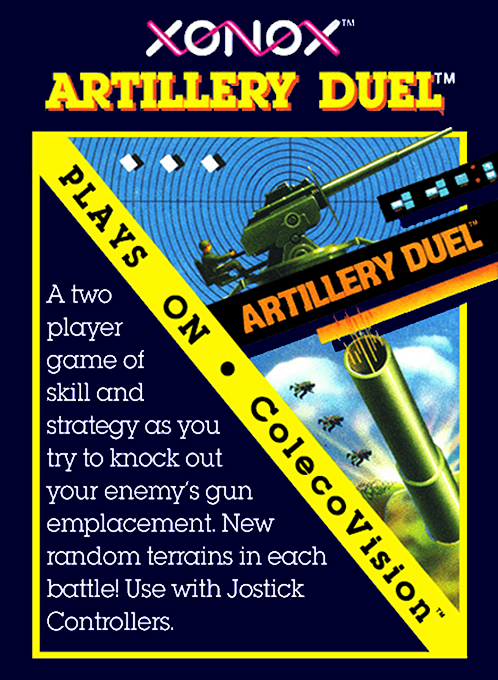 XONOX™
ARTILLERY DUEL™
PLAYS ON • ColecoVision™
ARTILLERY DUEL™
A two
player
game of
skill and
strategy as you
try to knock out
your enemy's gun
emplacement. New
random terrains in each
battle! Use with Jostick
Controllers.